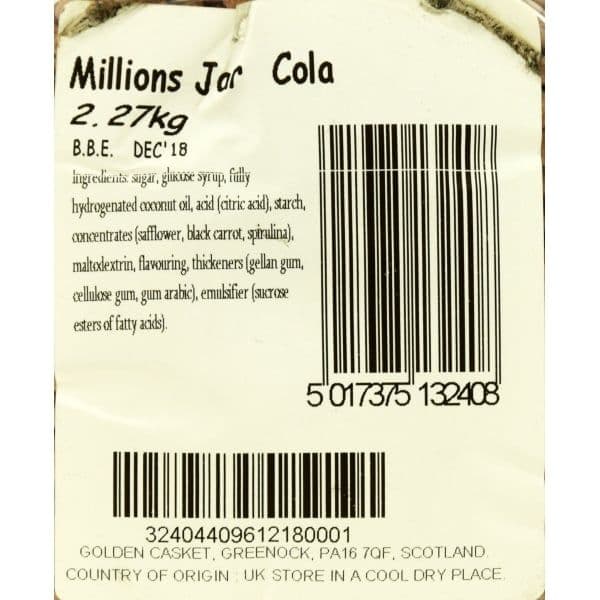 Millions Jar Cola
2.27kg
B.B.E. DEC'18
Ingredients: sugar, glucose syrup, fully
hydrogenated coconut oil, acid (citric acid), starch,
concentrates (safflower, black carrot, spirulina),
maltodextrin, flavouring, thickeners (gellan gum,
cellulose gum, gum arabic), emulsifier (sucrose
esters of fatty acids).
5 017375 132408
32404409612180001
GOLDEN CASKET, GREENOCK, PA16 7QF, SCOTLAND.
COUNTRY OF ORIGIN : UK STORE IN A COOL DRY PLACE.